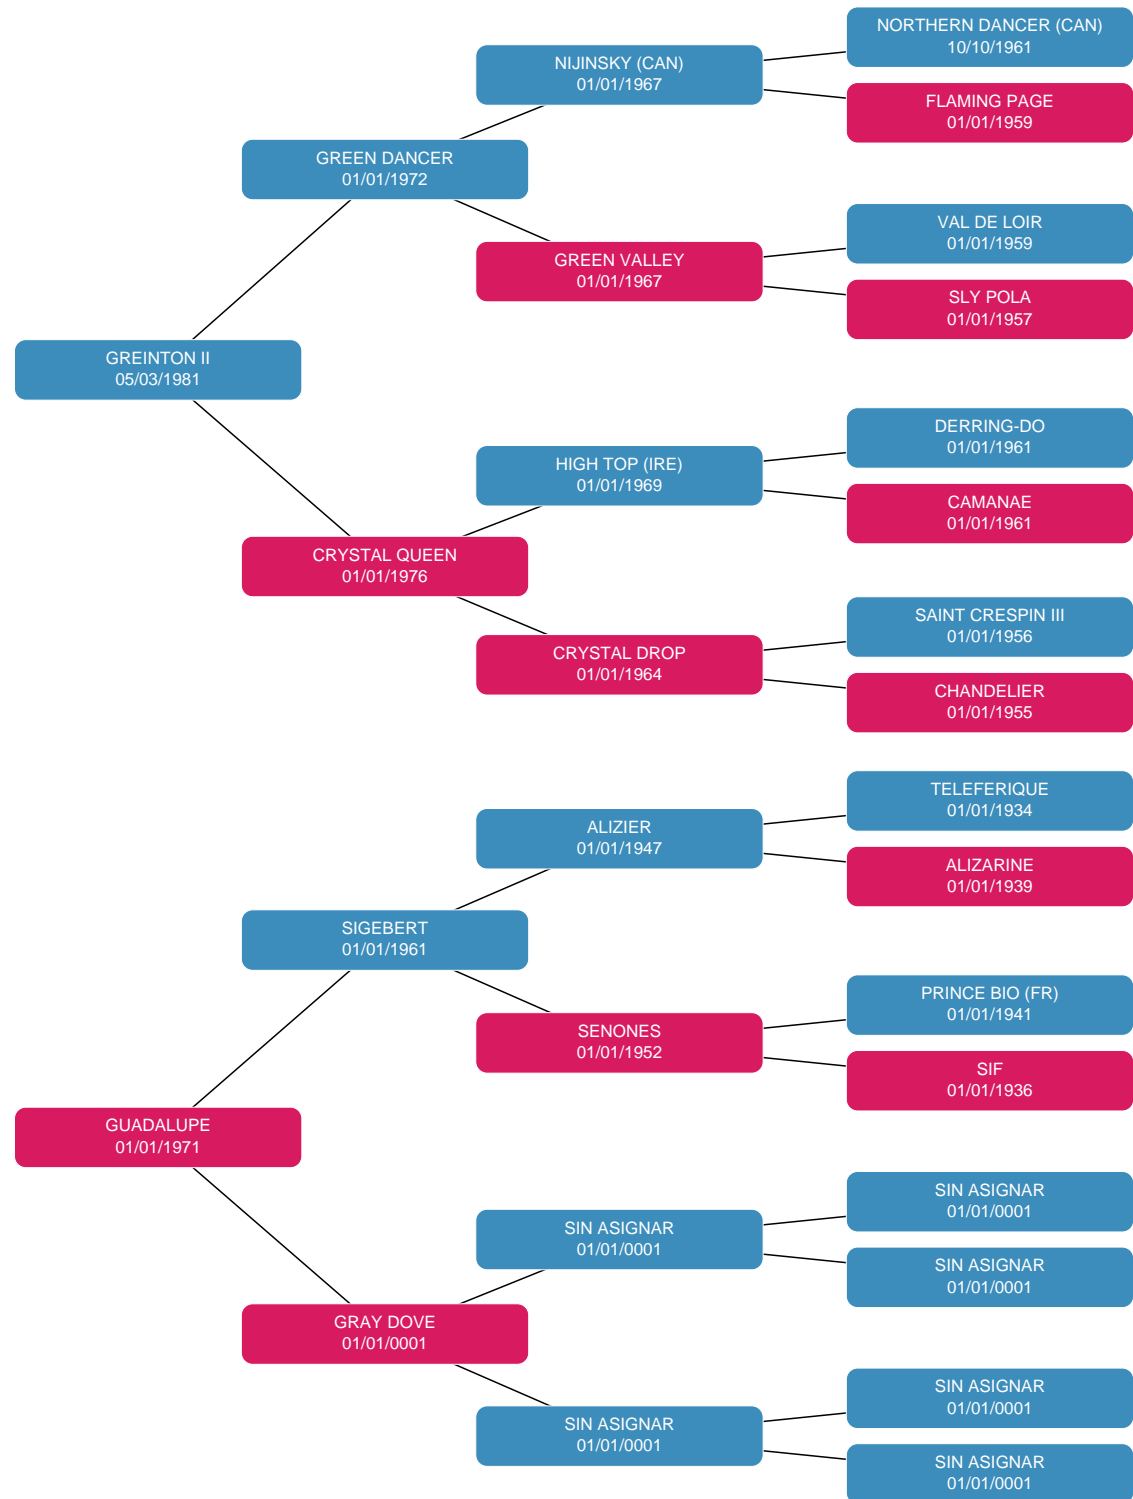 NORTHERN DANCER (CAN)
10/10/1961
NIJINSKY (CAN)
01/01/1967
FLAMING PAGE
01/01/1959
GREEN DANCER
01/01/1972
VAL DE LOIR
01/01/1959
GREEN VALLEY
01/01/1967
SLY POLA
01/01/1957
GREINTON II
05/03/1981
DERRING-DO
01/01/1961
HIGH TOP (IRE)
01/01/1969
CAMANAE
01/01/1961
CRYSTAL QUEEN
01/01/1976
SAINT CRESPIN III
01/01/1956
CRYSTAL DROP
01/01/1964
CHANDELIER
01/01/1955
TELEFERIQUE
01/01/1934
ALIZIER
01/01/1947
ALIZARINE
01/01/1939
SIGEBERT
01/01/1961
PRINCE BIO (FR)
01/01/1941
SENONES
01/01/1952
SIF
01/01/1936
GUADALUPE
01/01/1971
SIN ASIGNAR
01/01/0001
SIN ASIGNAR
01/01/0001
SIN ASIGNAR
01/01/0001
GRAY DOVE
01/01/0001
SIN ASIGNAR
01/01/0001
SIN ASIGNAR
01/01/0001
SIN ASIGNAR
01/01/0001